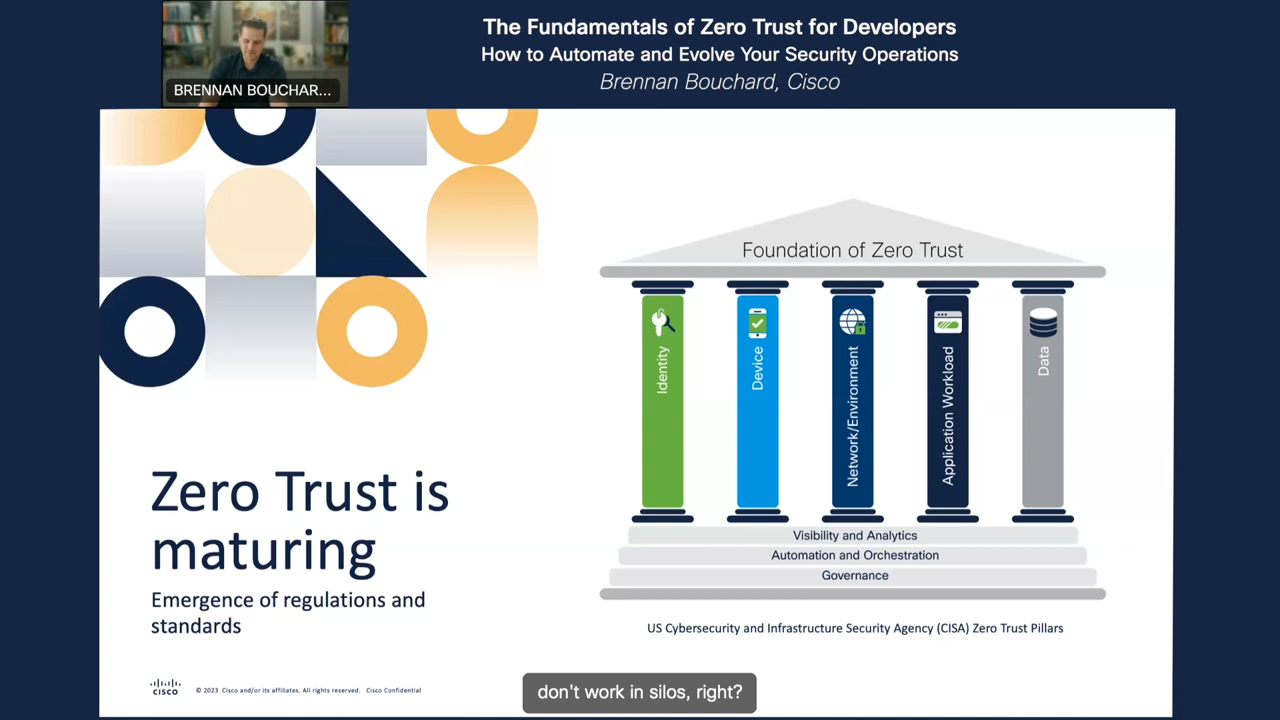 The Fundamentals of Zero Trust for Developers
How to Automate and Evolve Your Security Operations
Brennan Bouchard, Cisco
BRENNAN BOUCHAR...
Foundation of Zero Trust
Identity
Device
Network/Environment
Application Workload
Data
Visibility and Analytics
Automation and Orchestration
Governance
US Cybersecurity and Infrastructure Security Agency (CISA) Zero Trust Pillars
Zero Trust is
maturing
Emergence of regulations and
standards
CISCO
© 2023 Cisco and/or its affiliates. All rights reserved. Cisco Confidential
don't work in silos, right?